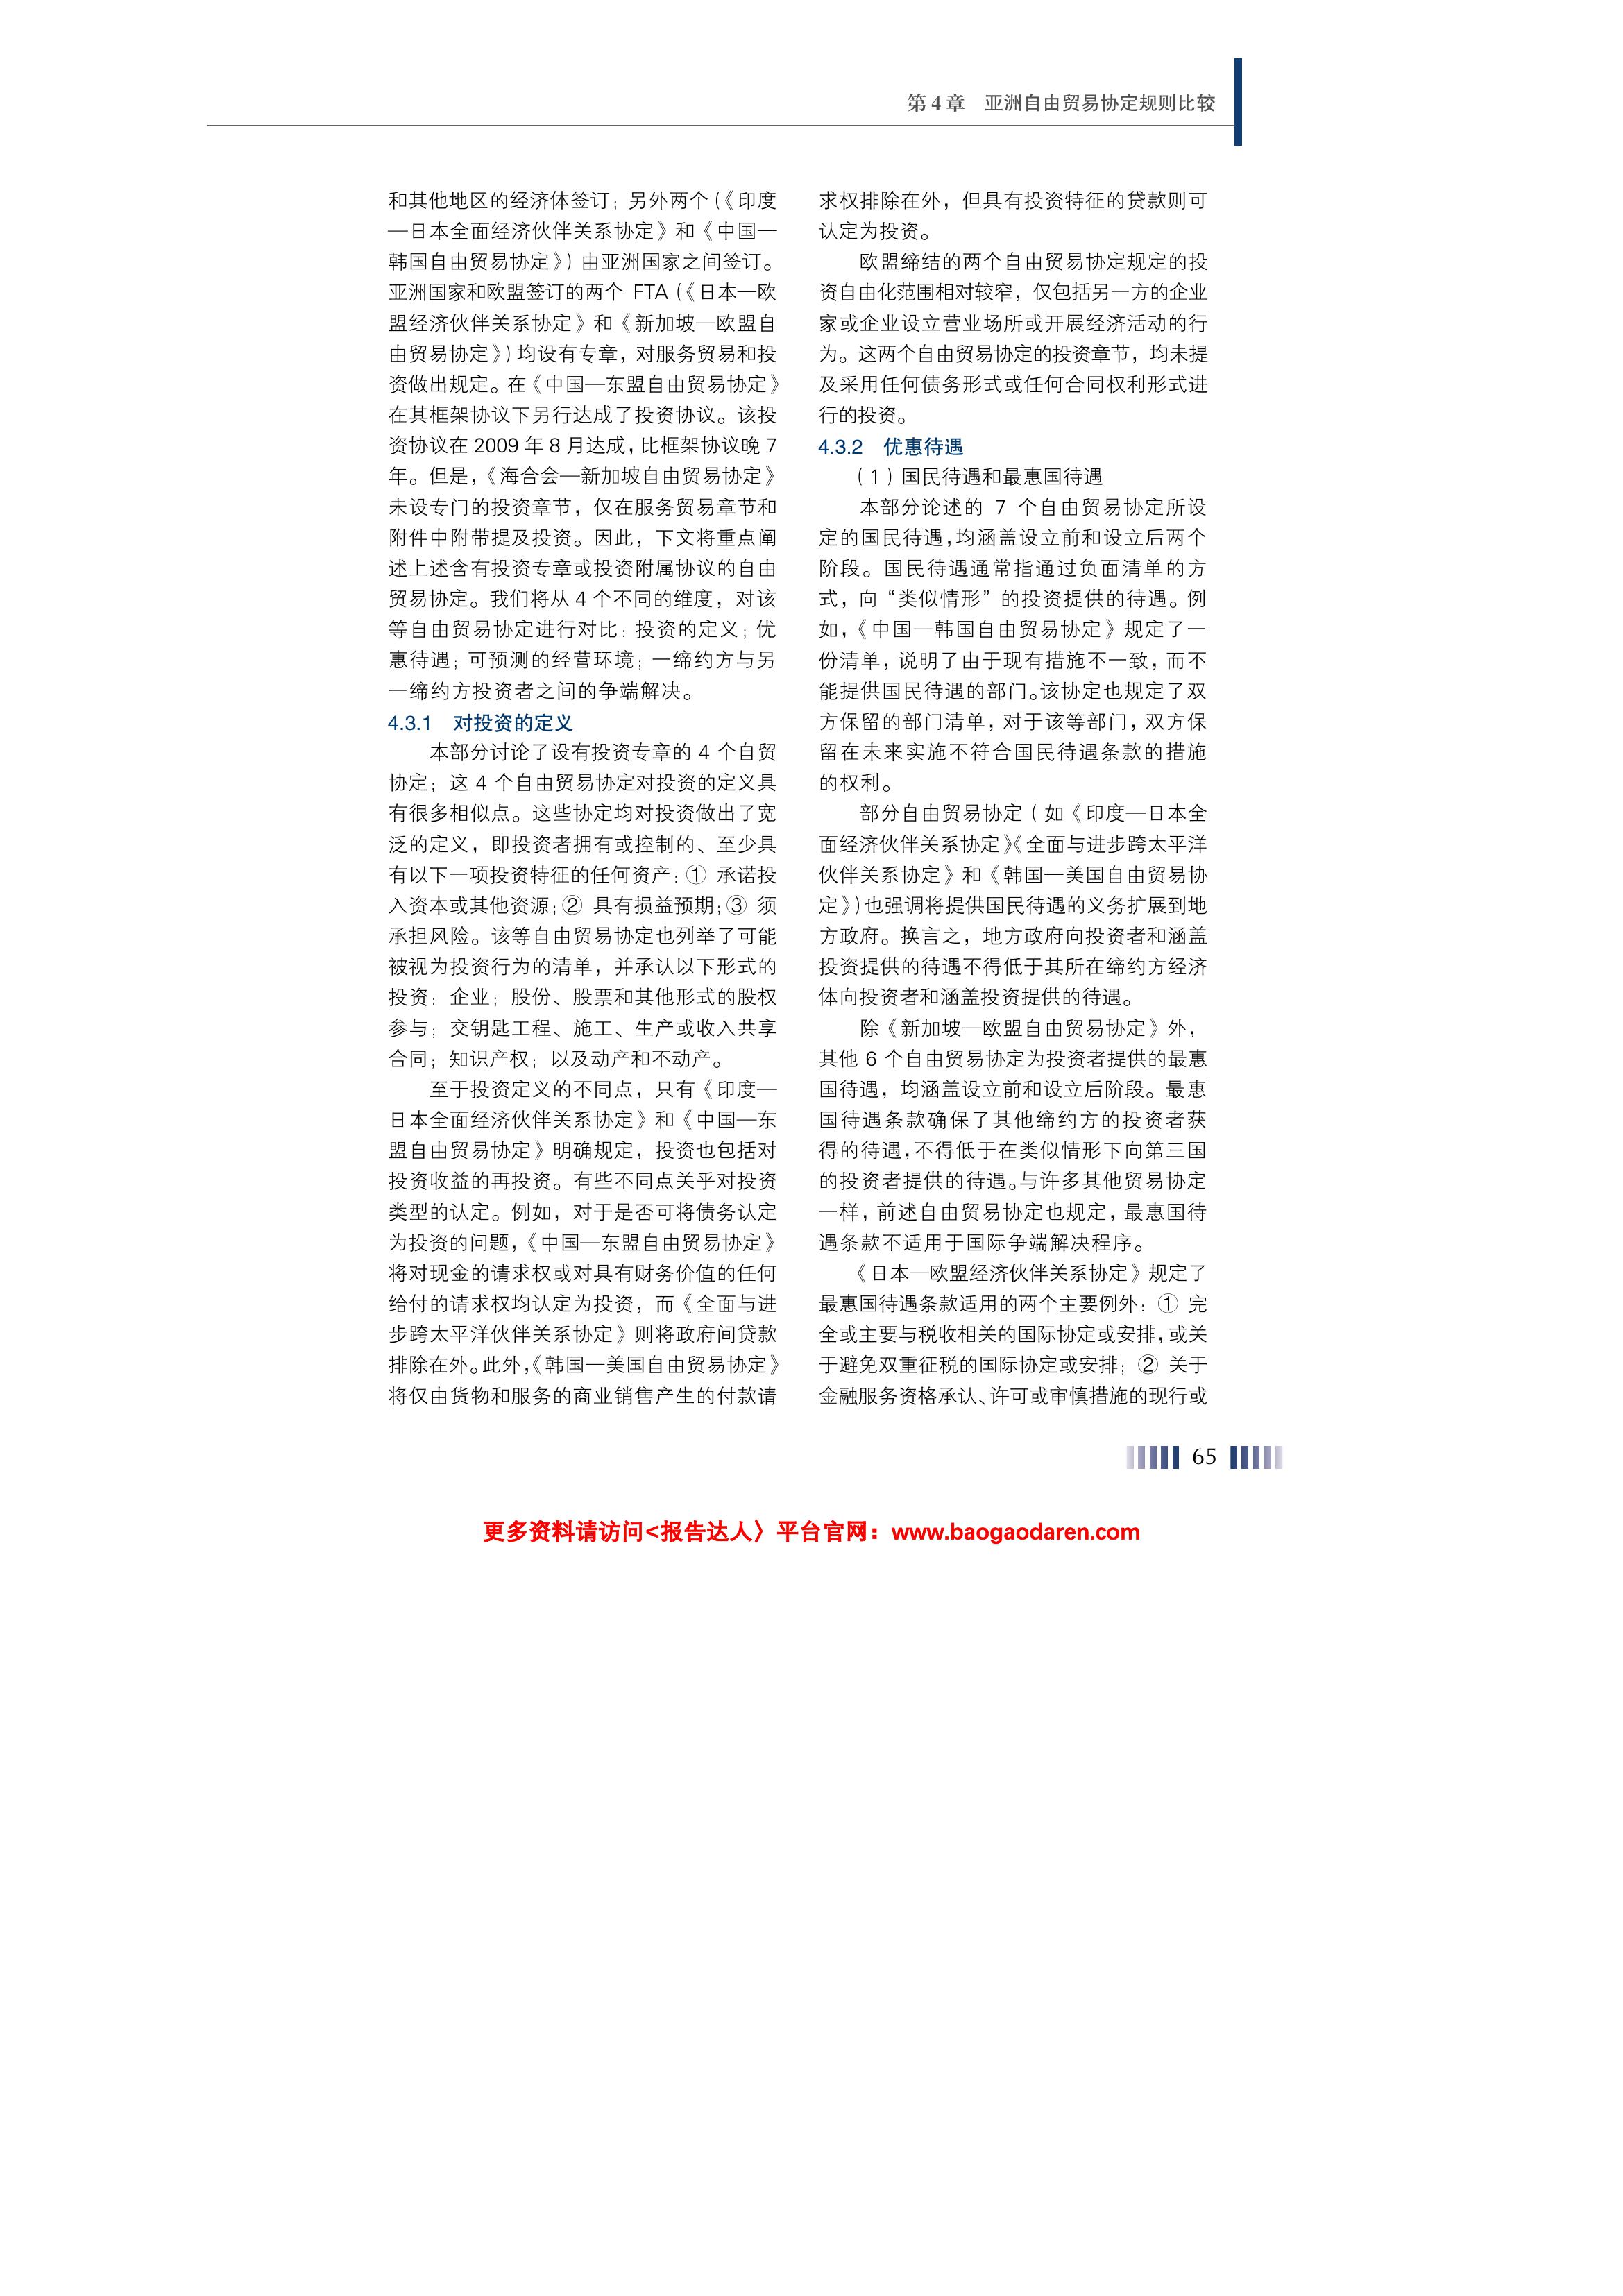 第 4 章　亚洲自由贸易协定规则比较
和其他地区的经济体签订；另外两个（《印度
—日本全面经济伙伴关系协定》和《中国—
韩国自由贸易协定》）由亚洲国家之间签订。
亚洲国家和欧盟签订的两个 FTA（《日本—欧
盟经济伙伴关系协定》和《新加坡—欧盟自
由贸易协定》）均设有专章，对服务贸易和投
资做出规定。在《中国—东盟自由贸易协定》
在其框架协议下另行达成了投资协议。该投
资协议在 2009 年 8 月达成，比框架协议晚 7
年。但是，《海合会—新加坡自由贸易协定》
未设专门的投资章节，仅在服务贸易章节和
附件中附带提及投资。因此，下文将重点阐
述上述含有投资专章或投资附属协议的自由
贸易协定。我们将从 4 个不同的维度，对该
等自由贸易协定进行对比：投资的定义；优
惠待遇；可预测的经营环境；一缔约方与另
一缔约方投资者之间的争端解决。
4.3.1　对投资的定义
本部分讨论了设有投资专章的 4 个自贸
协定；这 4 个自由贸易协定对投资的定义具
有很多相似点。这些协定均对投资做出了宽
泛的定义，即投资者拥有或控制的、至少具
有以下一项投资特征的任何资产：① 承诺投
入资本或其他资源；② 具有损益预期；③ 须
承担风险。该等自由贸易协定也列举了可能
被视为投资行为的清单，并承认以下形式的
投资：企业；股份、股票和其他形式的股权
参与；交钥匙工程、施工、生产或收入共享
合同；知识产权；以及动产和不动产。
至于投资定义的不同点，只有《印度—
日本全面经济伙伴关系协定》和《中国—东
盟自由贸易协定》明确规定，投资也包括对
投资收益的再投资。有些不同点关乎对投资
类型的认定。例如，对于是否可将债务认定
为投资的问题，《中国—东盟自由贸易协定》
将对现金的请求权或对具有财务价值的任何
给付的请求权均认定为投资，而《全面与进
步跨太平洋伙伴关系协定》则将政府间贷款
排除在外。此外，《韩国—美国自由贸易协定》
将仅由货物和服务的商业销售产生的付款请
求权排除在外，但具有投资特征的贷款则可
认定为投资。
欧盟缔结的两个自由贸易协定规定的投
资自由化范围相对较窄，仅包括另一方的企业
家或企业设立营业场所或开展经济活动的行
为。这两个自由贸易协定的投资章节，均未提
及采用任何债务形式或任何合同权利形式进
行的投资。
4.3.2　优惠待遇
（1）国民待遇和最惠国待遇
本部分论述的 7 个自由贸易协定所设
定的国民待遇，均涵盖设立前和设立后两个
阶段。国民待遇通常指通过负面清单的方
式，向“类似情形”的投资提供的待遇。例
如，《中国—韩国自由贸易协定》规定了一
份清单，说明了由于现有措施不一致，而不
能提供国民待遇的部门。该协定也规定了双
方保留的部门清单，对于该等部门，双方保
留在未来实施不符合国民待遇条款的措施
的权利。
部分自由贸易协定（如《印度—日本全
面经济伙伴关系协定》《全面与进步跨太平洋
伙伴关系协定》和《韩国—美国自由贸易协
定》）也强调将提供国民待遇的义务扩展到地
方政府。换言之，地方政府向投资者和涵盖
投资提供的待遇不得低于其所在缔约方经济
体向投资者和涵盖投资提供的待遇。
除《新加坡—欧盟自由贸易协定》外，
其他 6 个自由贸易协定为投资者提供的最惠
国待遇，均涵盖设立前和设立后阶段。最惠
国待遇条款确保了其他缔约方的投资者获
得的待遇，不得低于在类似情形下向第三国
的投资者提供的待遇。与许多其他贸易协定
一样，前述自由贸易协定也规定，最惠国待
遇条款不适用于国际争端解决程序。
《日本—欧盟经济伙伴关系协定》规定了
最惠国待遇条款适用的两个主要例外：① 完
全或主要与税收相关的国际协定或安排，或关
于避免双重征税的国际协定或安排；② 关于
金融服务资格承认、许可或审慎措施的现行或
65
更多资料请访问<报告达人〉平台官网：www.baogaodaren.com